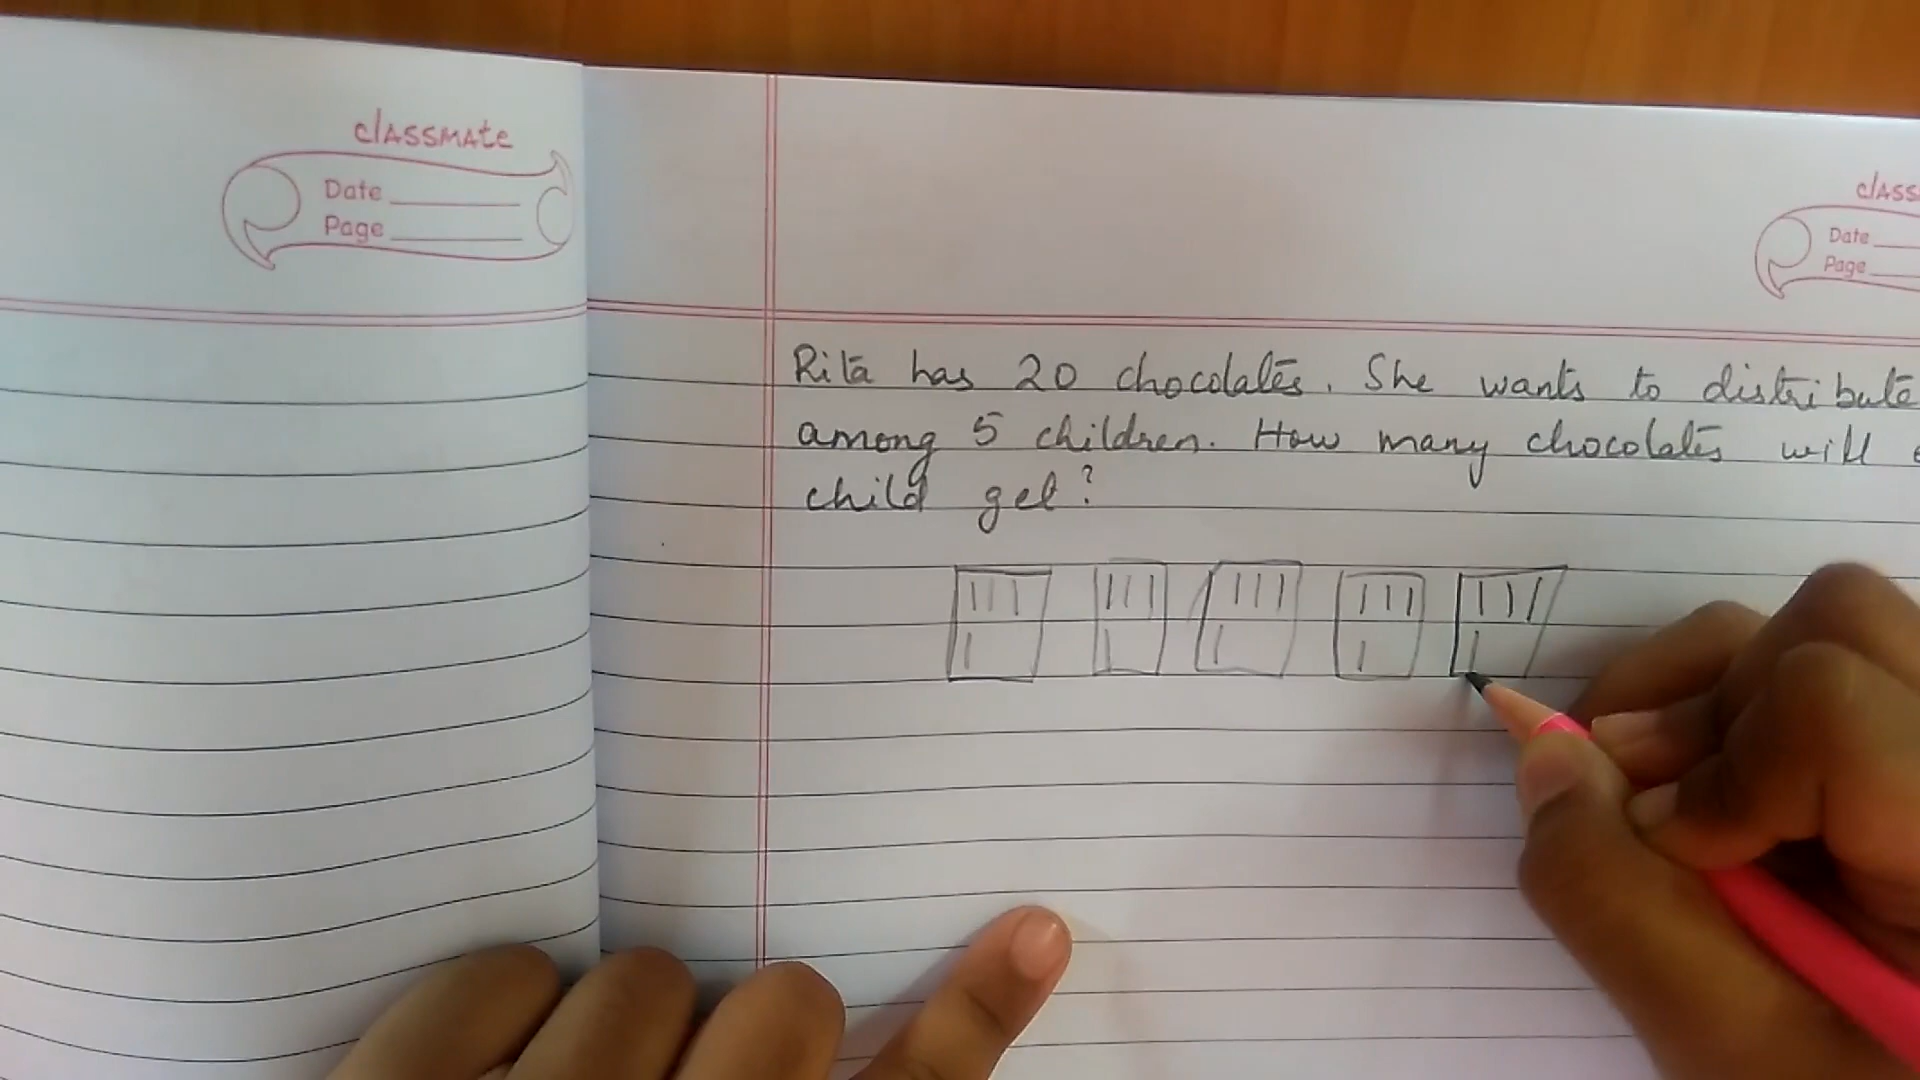 classmate
Date
Page
Date
Page
Rita has 20 chocolates. She wants to distribute
among 5 children. How many chocolates will
child get?